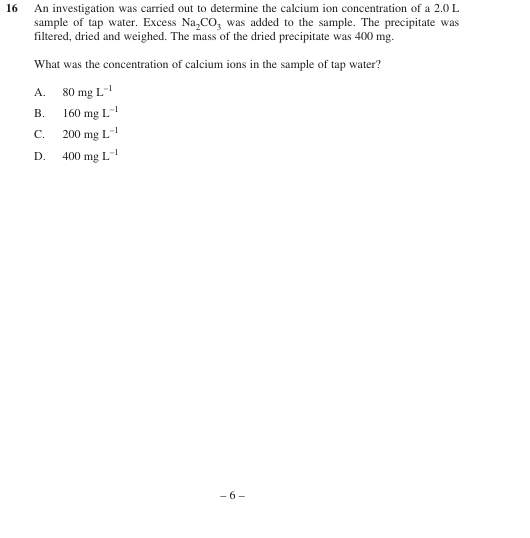 16 An investigation was carried out to determine the calcium ion concentration of a 2.0 L
sample of tap water. Excess Na₂CO₃ was added to the sample. The precipitate was
filtered, dried and weighed. The mass of the dried precipitate was 400 mg.
What was the concentration of calcium ions in the sample of tap water?
A. 80 mg L⁻¹
B. 160 mg L⁻¹
C. 200 mg L⁻¹
D. 400 mg L⁻¹
– 6 –